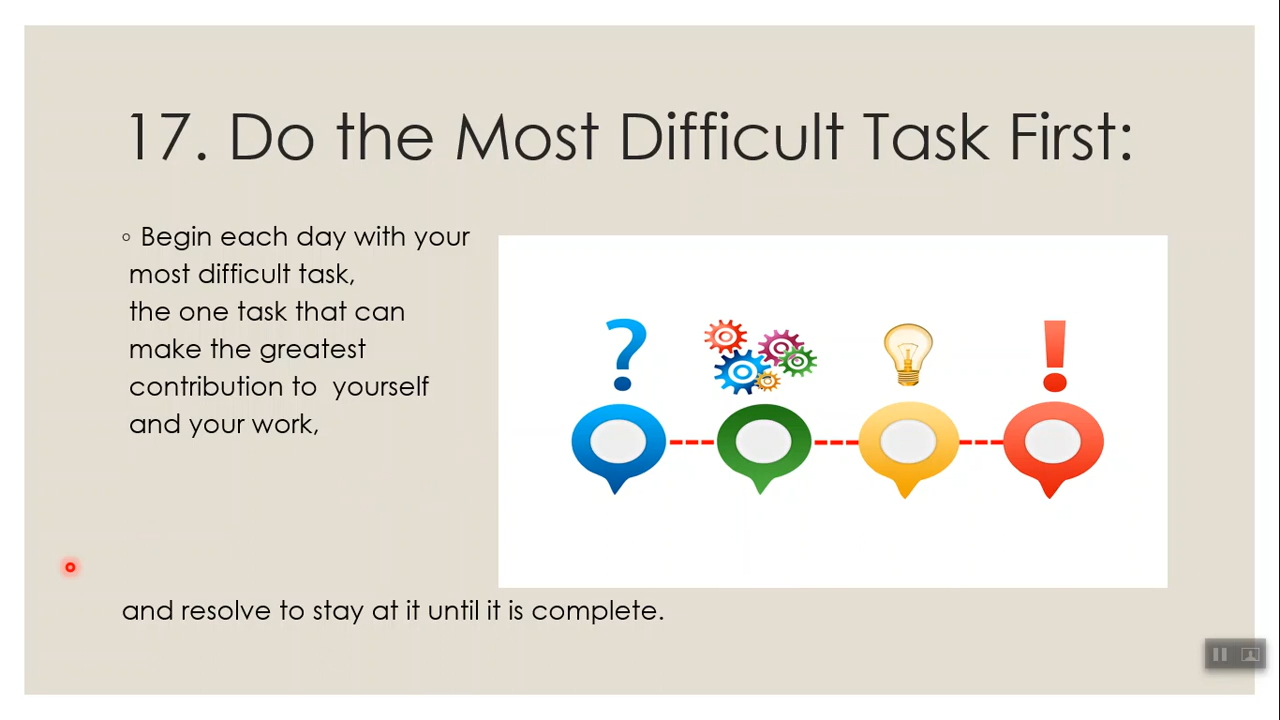 17. Do the Most Difficult Task First:
◦ Begin each day with your
most difficult task,
the one task that can
make the greatest
contribution to  yourself
and your work,
? !
and resolve to stay at it until it is complete.